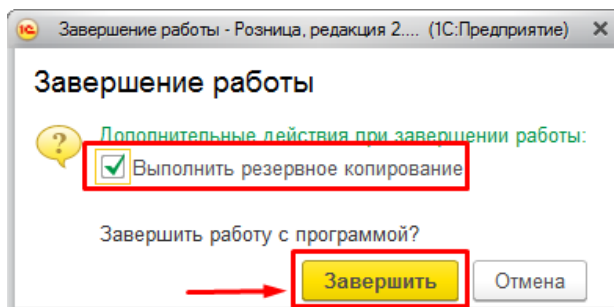 1С Завершение работы - Розница, редакция 2.... (1С:Предприятие)
Завершение работы
Дополнительные действия при завершении работы:
Выполнить резервное копирование
Завершить работу с программой?
Завершить Отмена